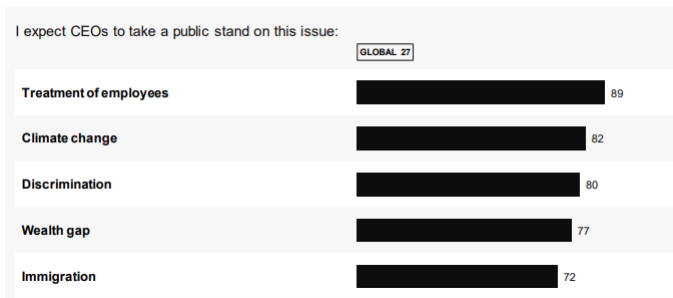 I expect CEOs to take a public stand on this issue:
GLOBAL 27
Treatment of employees 89
Climate change 82
Discrimination 80
Wealth gap 77
Immigration 72